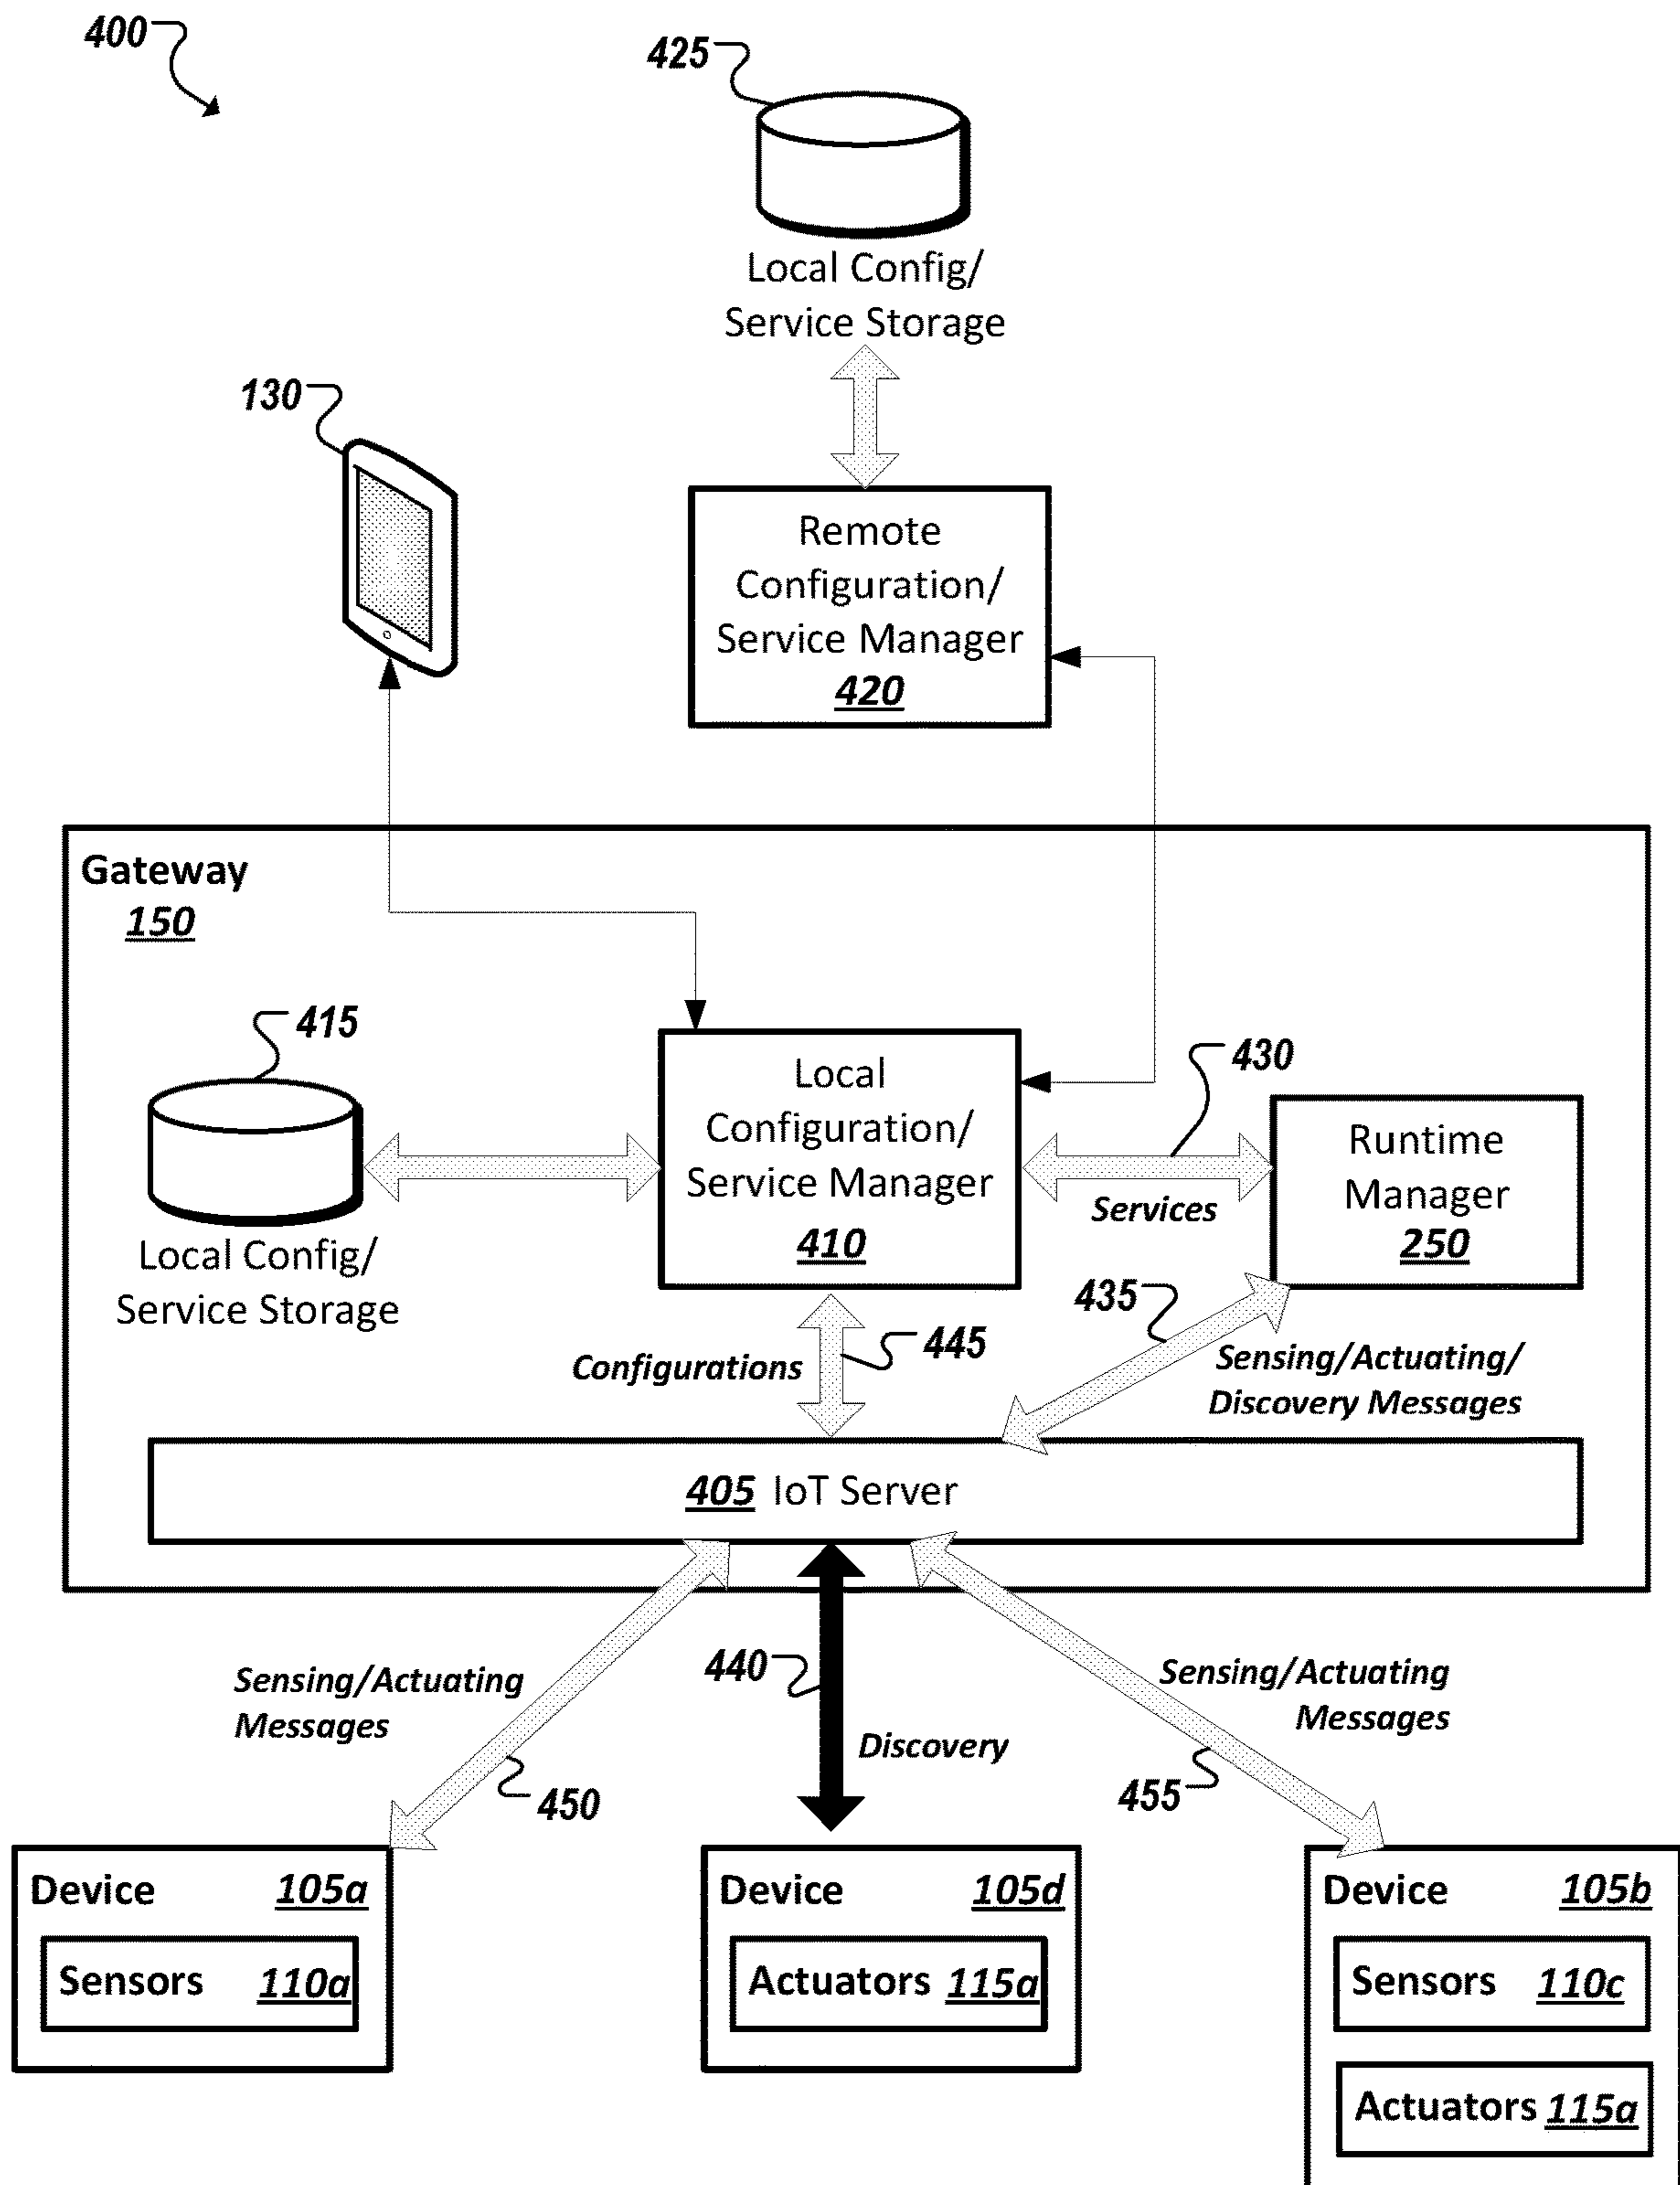 400
425
Local Config/
Service Storage
130
Remote
Configuration/
Service Manager
420
Gateway
150
415
Local Config/
Service Storage
Local
Configuration/
Service Manager
410
430
Services
Runtime
Manager
250
435
Sensing/Actuating/
Discovery Messages
445
Configurations
405 IoT Server
Sensing/Actuating
Messages
450
440
Discovery
Sensing/Actuating
Messages
455
Device 105a
Sensors 110a
Device 105d
Actuators 115a
Device 105b
Sensors 110c
Actuators 115a